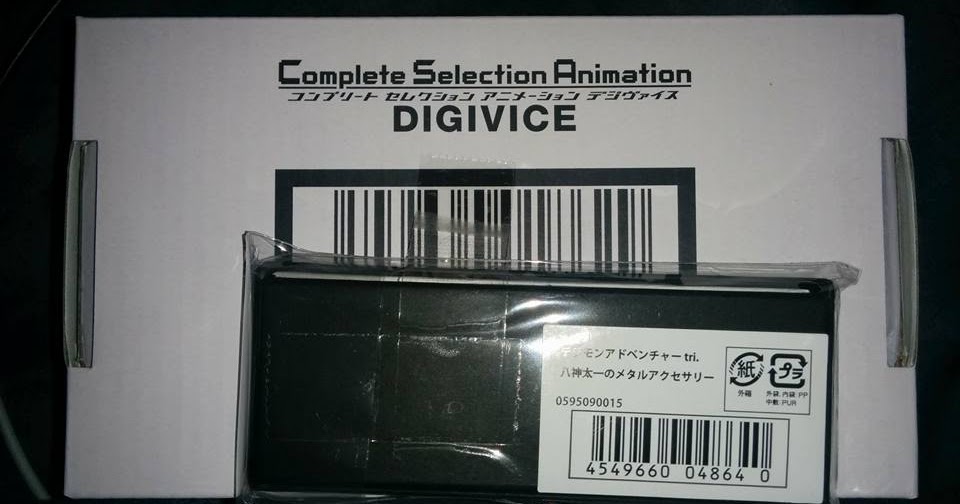 Complete Selection Animation
コンプリート セレクション アニメーション デジヴァイス
DIGIVICE
デジモンアドベンチャー tri.
八神太一のメタルアクセサリー
0595090015
紙
外箱
プラ
外袋、内袋:PP
中敷:PUR
4549660 04864 0